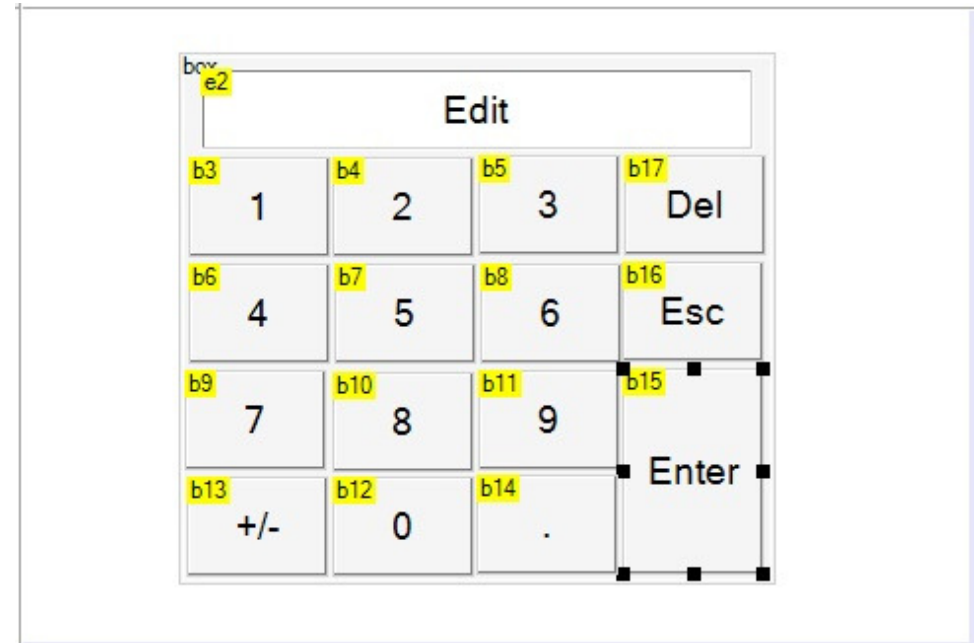 box
e2
Edit
b3 b4 b5 b17
1 2 3 Del
b6 b7 b8 b16
4 5 6 Esc
b9 b10 b11 b15
7 8 9
Enter
b13 b12 b14
+/- 0 .